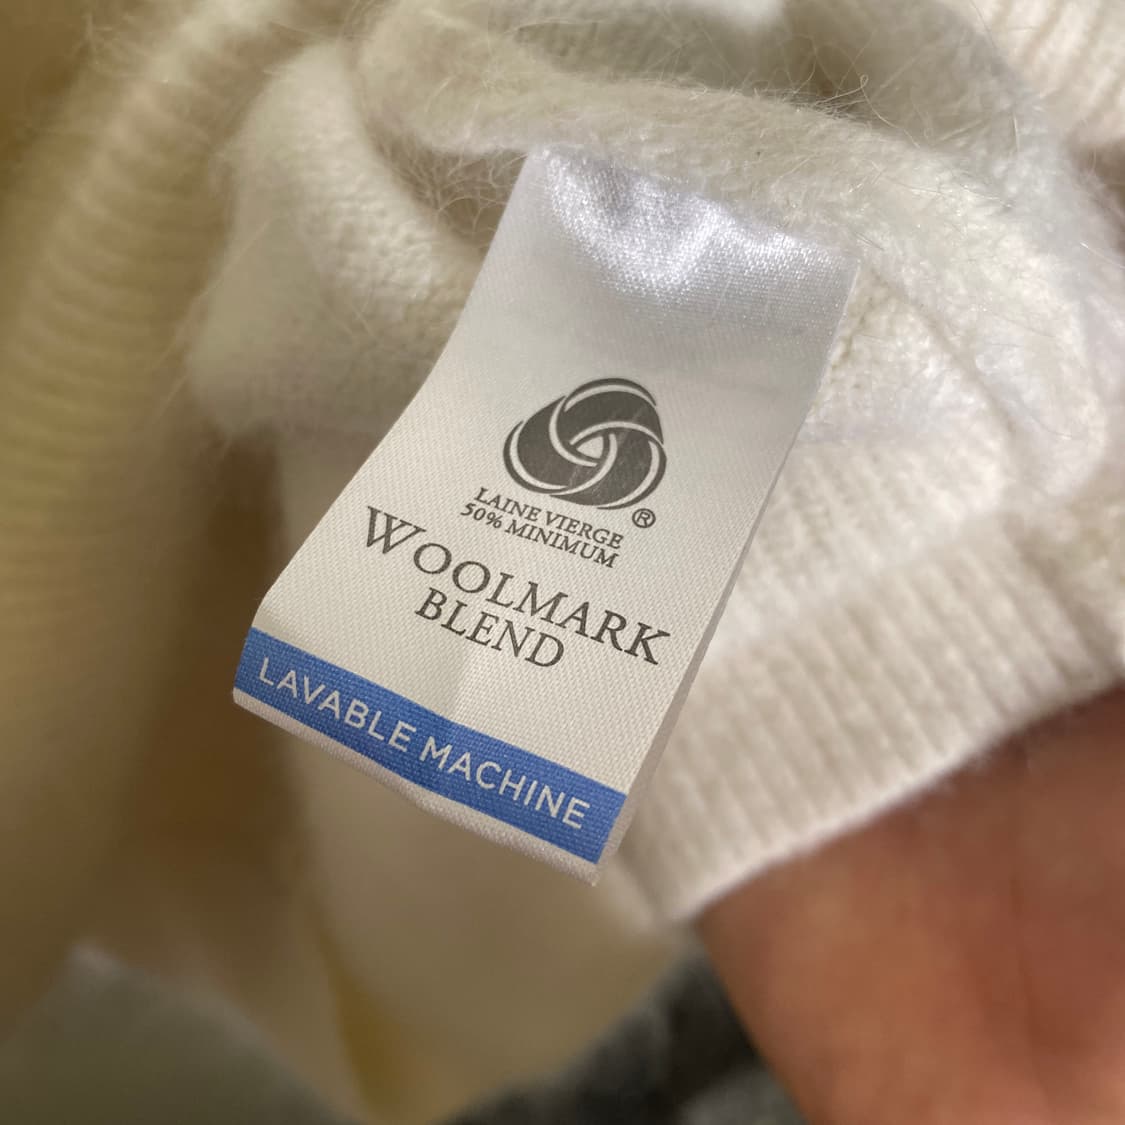 ®
LAINE VIERGE
50% MINIMUM
WOOLMARK
BLEND
LAVABLE MACHINE